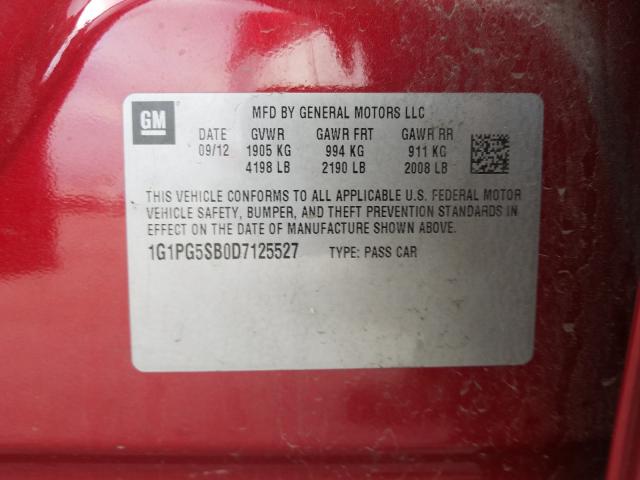 GM
MFD BY GENERAL MOTORS LLC
DATE GVWR GAWR FRT GAWR RR
09/12 1905 KG 994 KG 911 KG
4198 LB 2190 LB 2008 LB
THIS VEHICLE CONFORMS TO ALL APPLICABLE U.S. FEDERAL MOTOR
VEHICLE SAFETY, BUMPER, AND THEFT PREVENTION STANDARDS IN
EFFECT ON THE DATE OF MANUFACTURE SHOWN ABOVE.
1G1PG5SB0D7125527 TYPE: PASS CAR